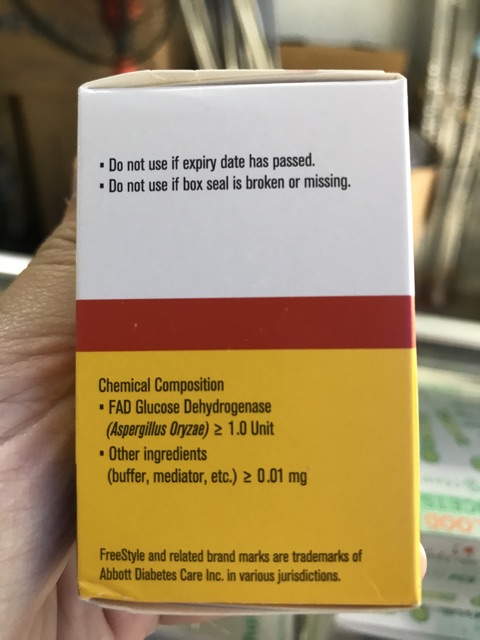 ▪ Do not use if expiry date has passed.
▪ Do not use if box seal is broken or missing.
Chemical Composition
▪ FAD Glucose Dehydrogenase
(Aspergillus Oryzae) ≥ 1.0 Unit
▪ Other ingredients
(buffer, mediator, etc.) ≥ 0.01 mg
FreeStyle and related brand marks are trademarks of
Abbott Diabetes Care Inc. in various jurisdictions.